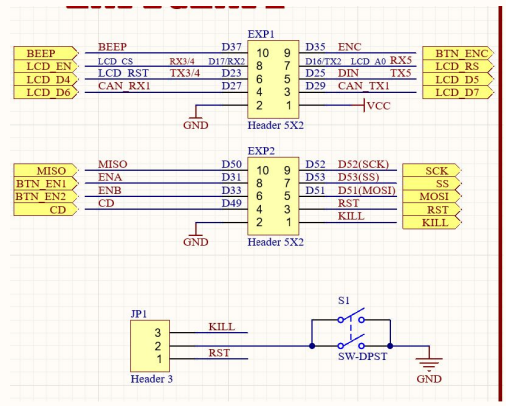 EXP1
BEEP BEEP D37 10 9 D35 ENC BTN_ENC
LCD_EN LCD_CS RX3/4 D17/RX2 8 7 D16/TX2 LCD_A0 RX5 LCD_RS
LCD_D4 LCD_RST TX3/4 D23 6 5 D25 DIN TX5 LCD_D5
LCD_D6 CAN_RX1 D27 4 3 D29 CAN_TX1 LCD_D7
2 1 VCC
GND
Header 5X2
EXP2
MISO MISO D50 10 9 D52 D52(SCK) SCK
BTN_EN1 ENA D31 8 7 D53 D53(SS) SS
BTN_EN2 ENB D33 6 5 D51 D51(MOSI) MOSI
CD CD D49 4 3 RST RST
2 1 KILL KILL
GND
Header 5X2
JP1
3 KILL
2
1 RST
Header 3
S1
SW-DPST
GND